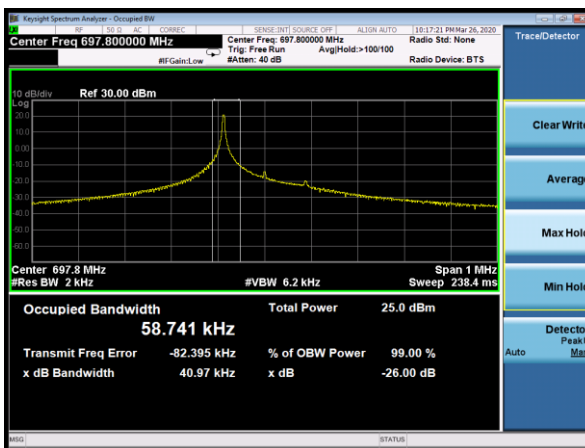 Keysight Spectrum Analyzer - Occupied BW
RF 50 Ω AC CORREC SENSE:INT SOURCE OFF ALIGN AUTO 10:17:21 PM Mar 26, 2020
Center Freq 697.800000 MHz Center Freq: 697.800000 MHz Radio Std: None Trace/Detector
Trig: Free Run Avg|Hold:>100/100
#IFGain:Low #Atten: 40 dB Radio Device: BTS
10 dB/div Ref 30.00 dBm
Log
20.0
10.0
0.00
-10.0
-20.0
-30.0
-40.0
-50.0
-60.0
Clear Write
Average
Max Hold
Min Hold
Center 697.8 MHz Span 1 MHz
#Res BW 2 kHz #VBW 6.2 kHz Sweep 238.4 ms
Occupied Bandwidth Total Power 25.0 dBm
58.741 kHz
Transmit Freq Error -82.395 kHz % of OBW Power 99.00 %
x dB Bandwidth 40.97 kHz x dB -26.00 dB
Detector
Peak
Auto Ma
MSG STATUS